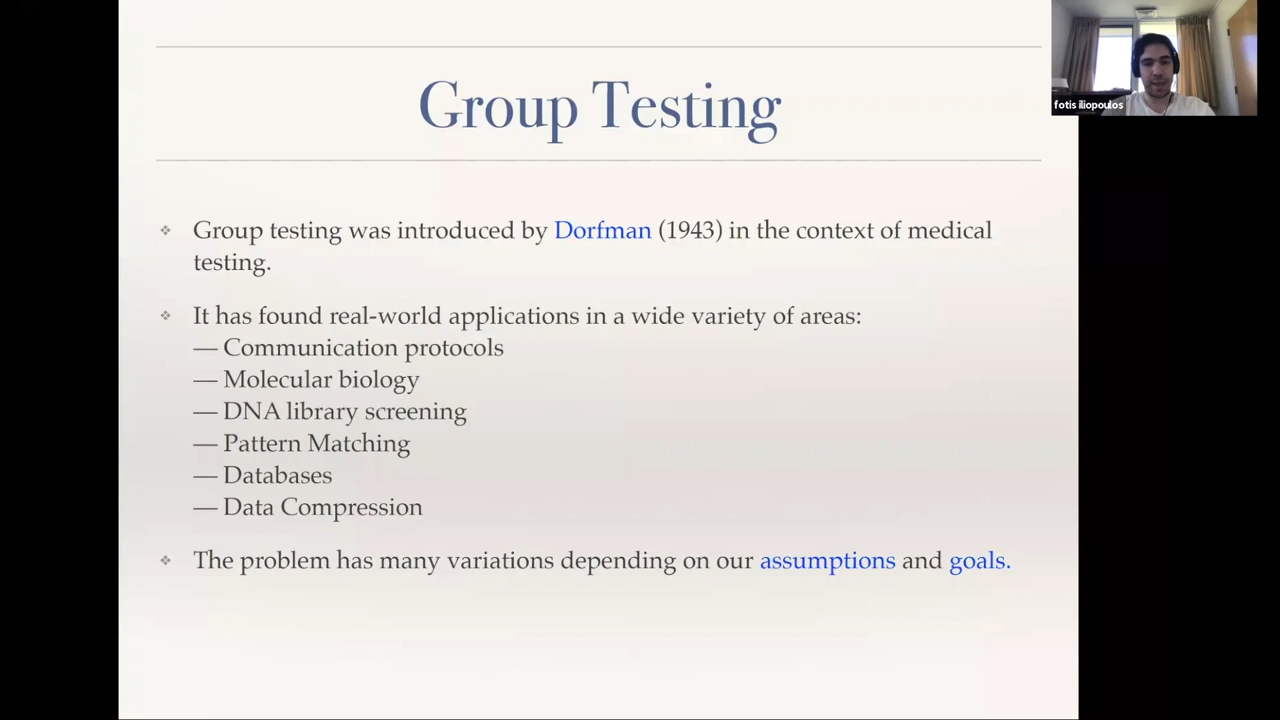 Group Testing
fotis iliopoulos
❖ Group testing was introduced by Dorfman (1943) in the context of medical
testing.
❖ It has found real-world applications in a wide variety of areas:
— Communication protocols
— Molecular biology
— DNA library screening
— Pattern Matching
— Databases
— Data Compression
❖ The problem has many variations depending on our assumptions and goals.